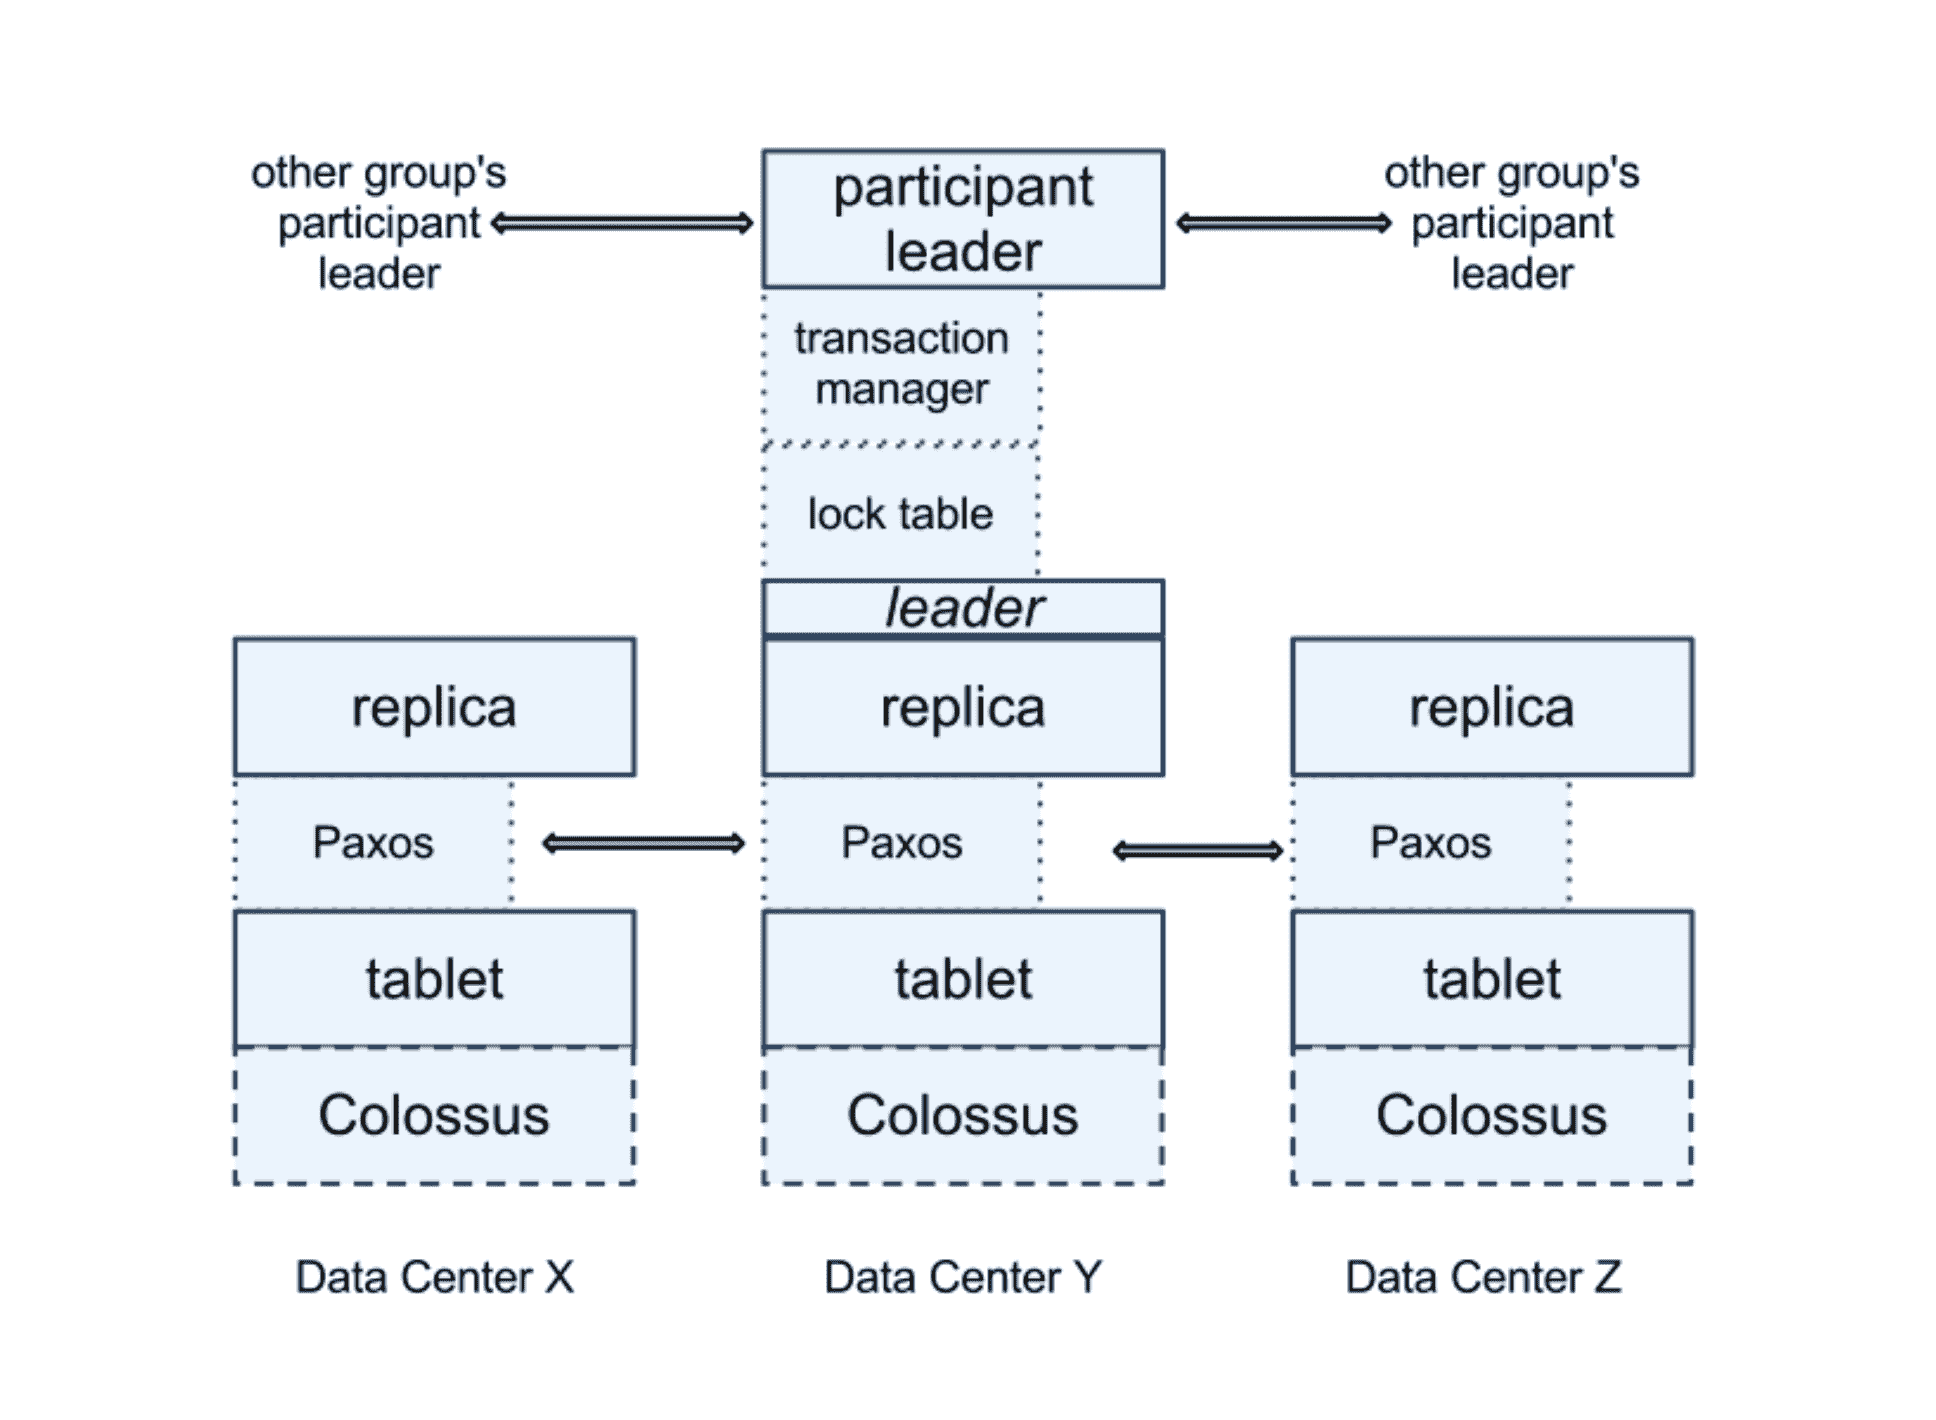 other group's
participant
leader
participant
leader
other group's
participant
leader
transaction
manager
lock table
leader
replica
replica
replica
Paxos
Paxos
Paxos
tablet
tablet
tablet
Colossus
Colossus
Colossus
Data Center X
Data Center Y
Data Center Z